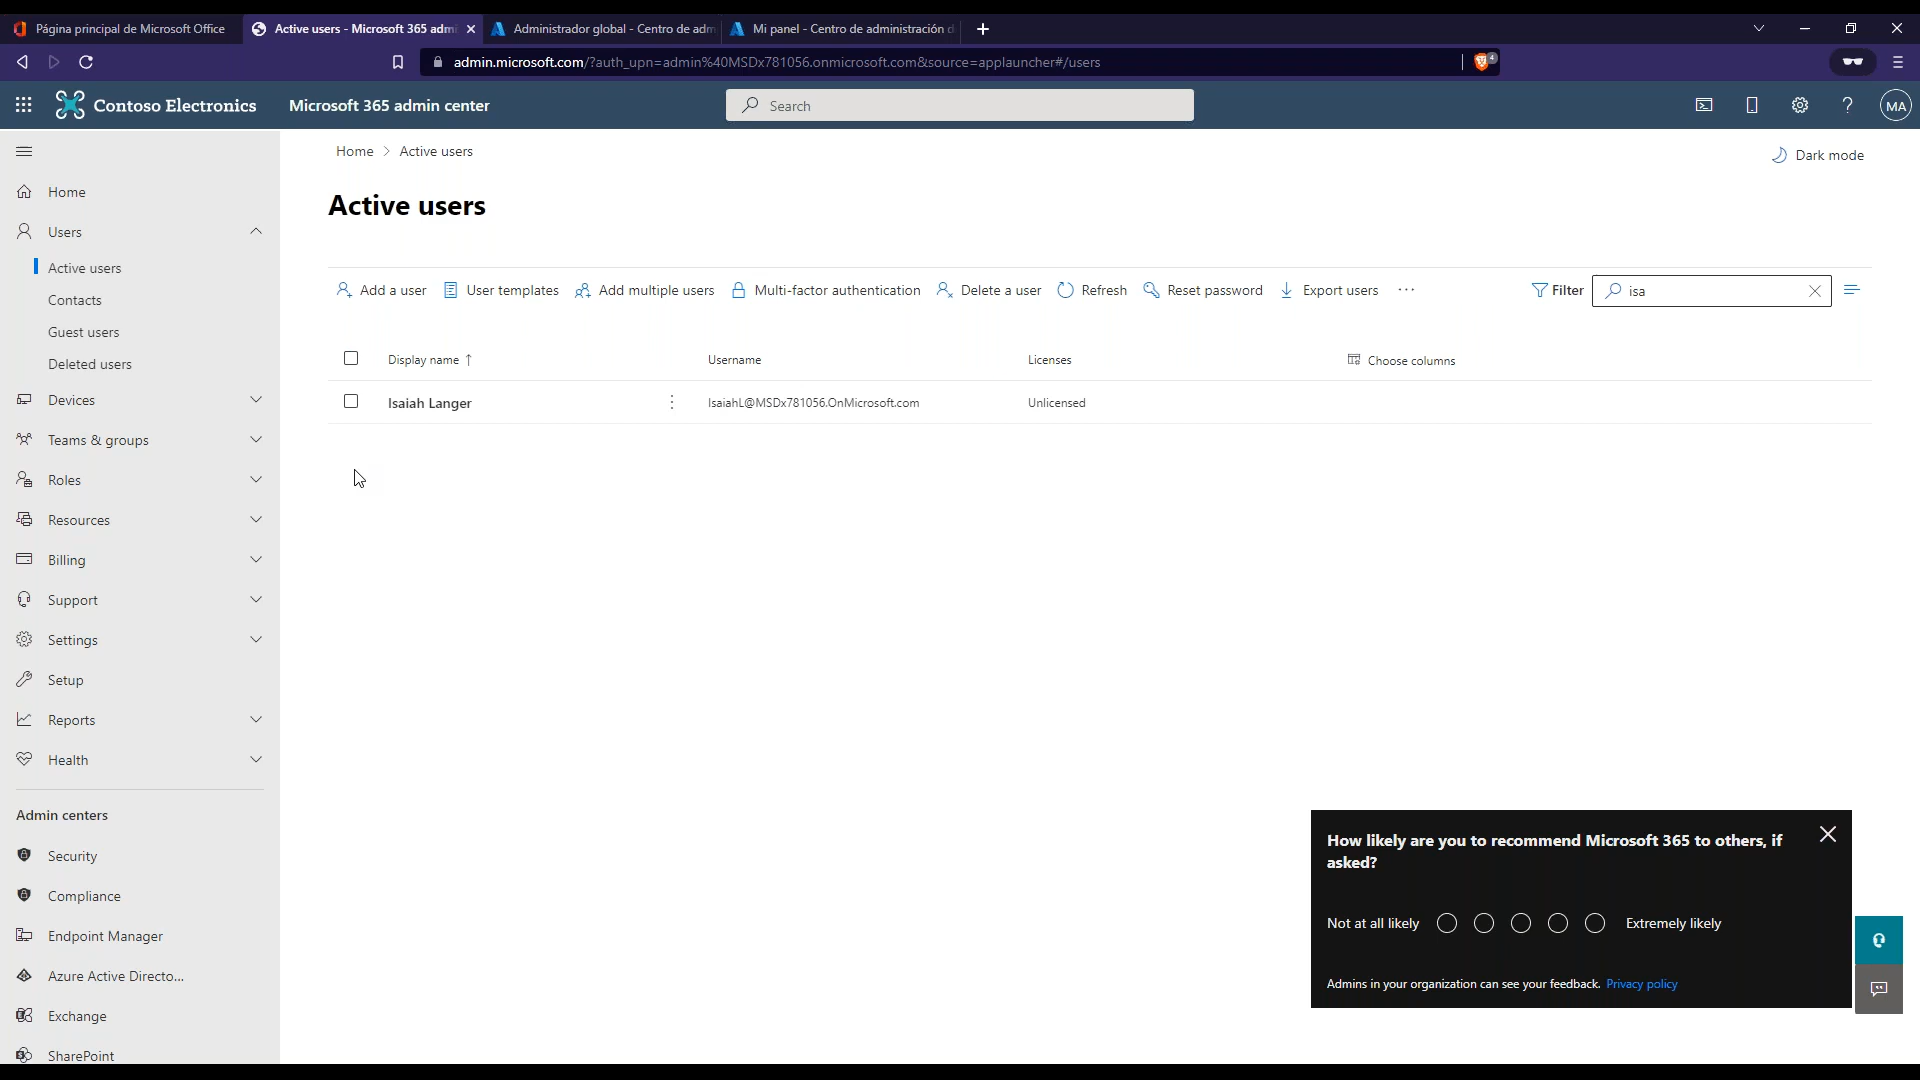 Página principal de Microsoft Office
Active users - Microsoft 365 admi
Administrador global - Centro de adm
Mi panel - Centro de administración d
admin.microsoft.com/?auth_upn=admin%40MSDx781056.onmicrosoft.com&source=applauncher#/users
4
Contoso Electronics
Microsoft 365 admin center
Search
MA
Home > Active users
Dark mode
Active users
Home
Users
Active users
Contacts
Guest users
Deleted users
Devices
Teams & groups
Roles
Resources
Billing
Support
Settings
Setup
Reports
Health
Admin centers
Security
Compliance
Endpoint Manager
Azure Active Directo...
Exchange
SharePoint
Add a user
User templates
Add multiple users
Multi-factor authentication
Delete a user
Refresh
Reset password
Export users
Filter
isa
Display name ↑
Username
Licenses
Choose columns
Isaiah Langer
IsaiahL@MSDx781056.OnMicrosoft.com
Unlicensed
How likely are you to recommend Microsoft 365 to others, if
asked?
Not at all likely
Extremely likely
Admins in your organization can see your feedback. Privacy policy